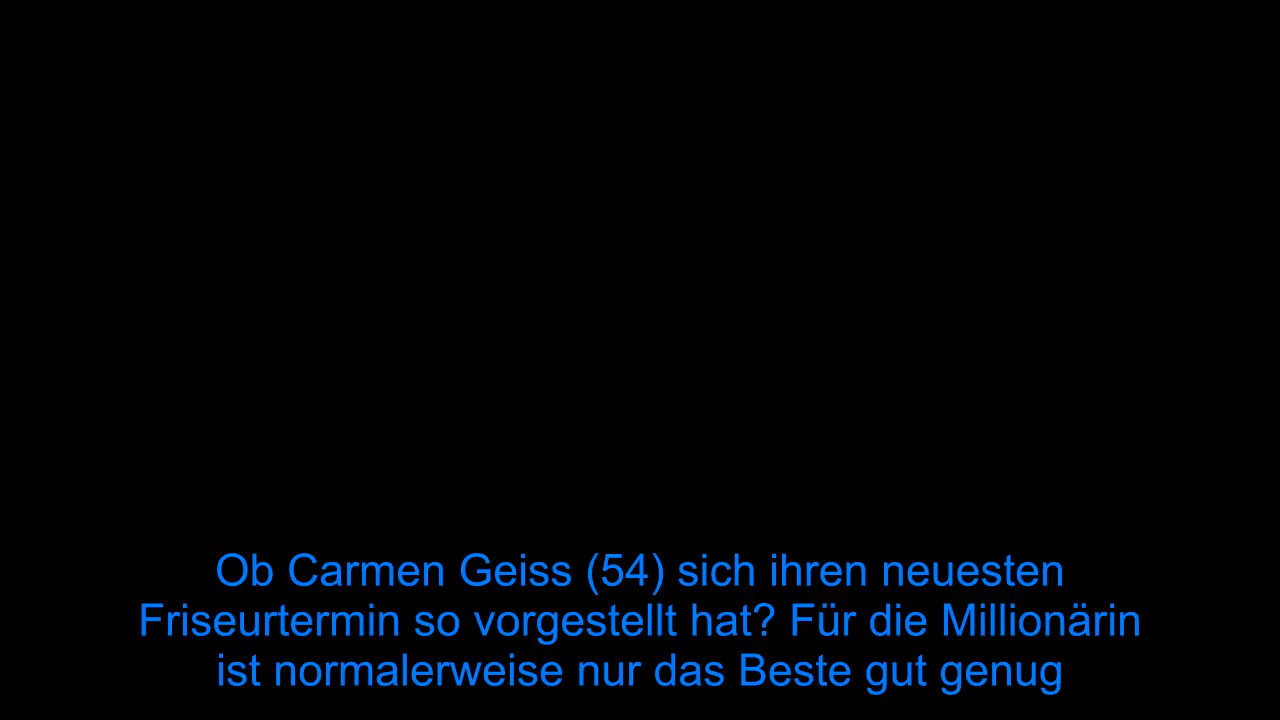 Ob Carmen Geiss (54) sich ihren neuesten
Friseurtermin so vorgestellt hat? Für die Millionärin
ist normalerweise nur das Beste gut genug